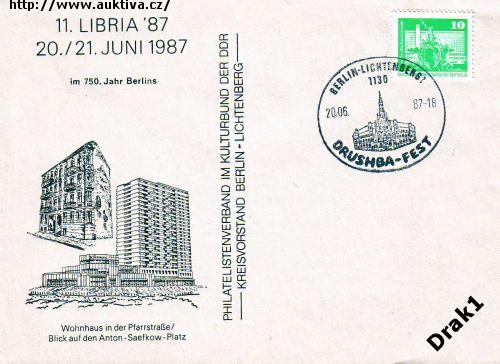 http://www.auktiva.cz/
11. LIBRIA '87
20./21. JUNI 1987
im 750. Jahr Berlins
Wohnhaus in der Pfarrstraße/
Blick auf den Anton-Saefkow-Platz
PHILATELISTENVERBAND IM KULTURBUND DER DDR
KREISVORSTAND BERLIN-LICHTENBERG
BERLIN-LICHTENBERG 1
1130
20.06. 87-18
DRUSHBA-FEST
10
Drak1